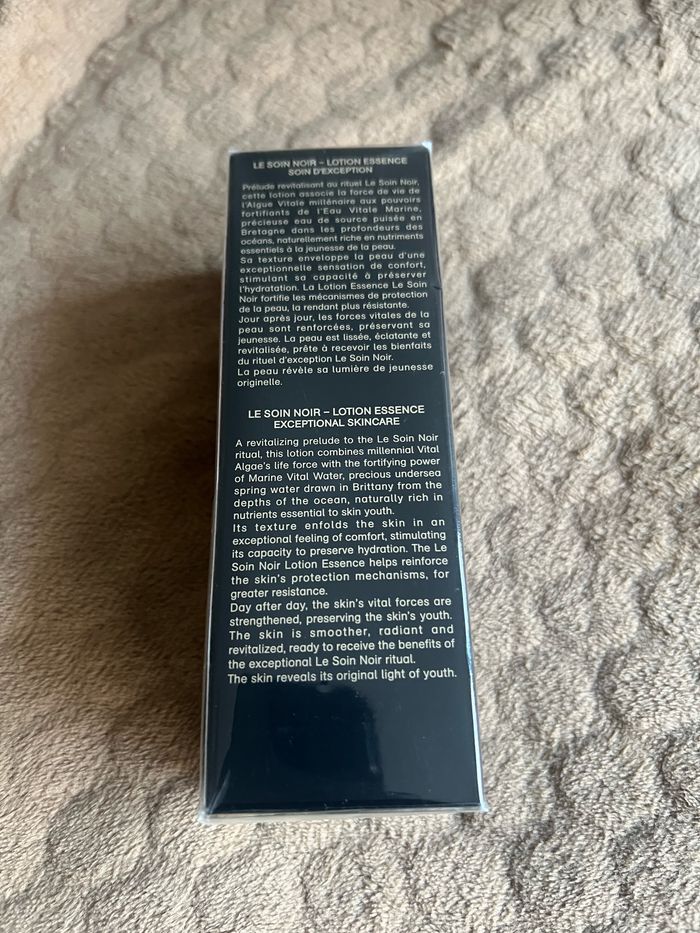 LE SOIN NOIR – LOTION ESSENCE
SOIN D'EXCEPTION
Prélude revitalisant au rituel Le Soin Noir,
cette lotion associe la force de vie de
l'Algue Vitale millénaire aux pouvoirs
fortifiants de l'Eau Vitale Marine,
précieuse eau de source puisée en
Bretagne dans les profondeurs des
océans, naturellement riche en nutriments
essentiels à la jeunesse de la peau.
Sa texture enveloppe la peau d'une
exceptionnelle sensation de confort,
stimulant sa capacité à préserver
l'hydratation. La Lotion Essence Le Soin
Noir fortifie les mécanismes de protection
de la peau, la rendant plus résistante.
Jour après jour, les forces vitales de la
peau sont renforcées, préservant sa
jeunesse. La peau est lissée, éclatante et
revitalisée, prête à recevoir les bienfaits
du rituel d'exception Le Soin Noir.
La peau révèle sa lumière de jeunesse
originelle.
LE SOIN NOIR – LOTION ESSENCE
EXCEPTIONAL SKINCARE
A revitalizing prelude to the Le Soin Noir
ritual, this lotion combines millennial Vital
Algae's life force with the fortifying power
of Marine Vital Water, precious undersea
spring water drawn in Brittany from the
depths of the ocean, naturally rich in
nutrients essential to skin youth.
Its texture enfolds the skin in an
exceptional feeling of comfort, stimulating
its capacity to preserve hydration. The Le
Soin Noir Lotion Essence helps reinforce
the skin's protection mechanisms, for
greater resistance.
Day after day, the skin's vital forces are
strengthened, preserving the skin's youth.
The skin is smoother, radiant and
revitalized, ready to receive the benefits of
the exceptional Le Soin Noir ritual.
The skin reveals its original light of youth.